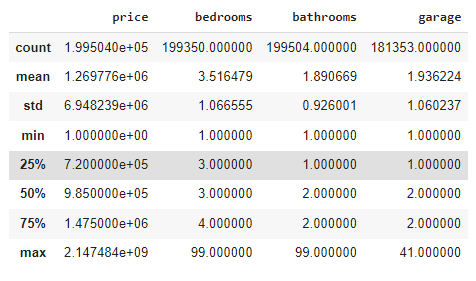 price bedrooms bathrooms garage
count 1.995040e+05 199350.000000 199504.000000 181353.000000
mean 1.269776e+06 3.516479 1.890669 1.936224
std 6.948239e+06 1.066555 0.926001 1.060237
min 1.000000e+00 1.000000 1.000000 1.000000
25% 7.200000e+05 3.000000 1.000000 1.000000
50% 9.850000e+05 3.000000 2.000000 2.000000
75% 1.475000e+06 4.000000 2.000000 2.000000
max 2.147484e+09 99.000000 99.000000 41.000000